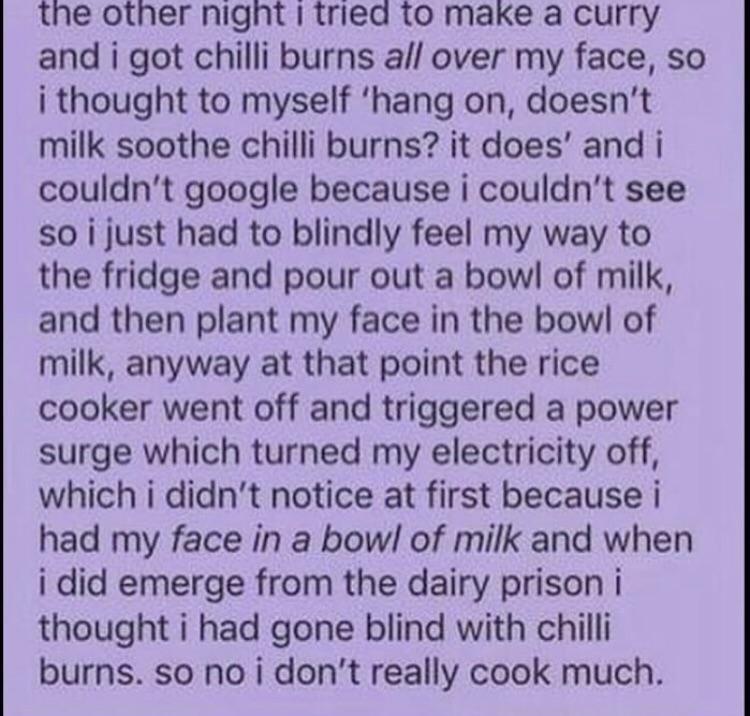 the other night i tried to make a curry
and i got chilli burns all over my face, so
i thought to myself ‘hang on, doesn’t
milk soothe chilli burns? it does’ and i
couldn’t google because i couldn’t see
so i just had to blindly feel my way to
the fridge and pour out a bowl of milk,
and then plant my face in the bowl of
milk, anyway at that point the rice
cooker went off and triggered a power
surge which turned my electricity off,
which i didn’t notice at first because i
had my face in a bowl of milk and when
i did emerge from the dairy prison i
thought i had gone blind with chilli
burns. so no i don’t really cook much.